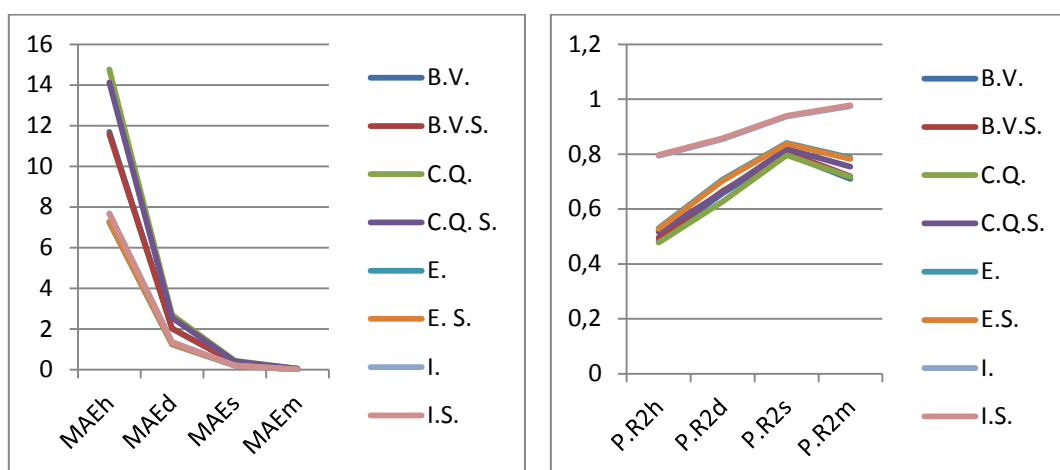 16
14
12
10
8
6
4
2
0
MAEh
MAEd
MAEs
MAEm
B.V.
B.V.S.
C.Q.
C.Q. S.
E.
E. S.
I.
I.S.
1,2
1
0,8
0,6
0,4
0,2
0
P.R2h
P.R2d
P.R2s
P.R2m
B.V.
B.V.S.
C.Q.
C.Q.S.
E.
E.S.
I.
I.S.